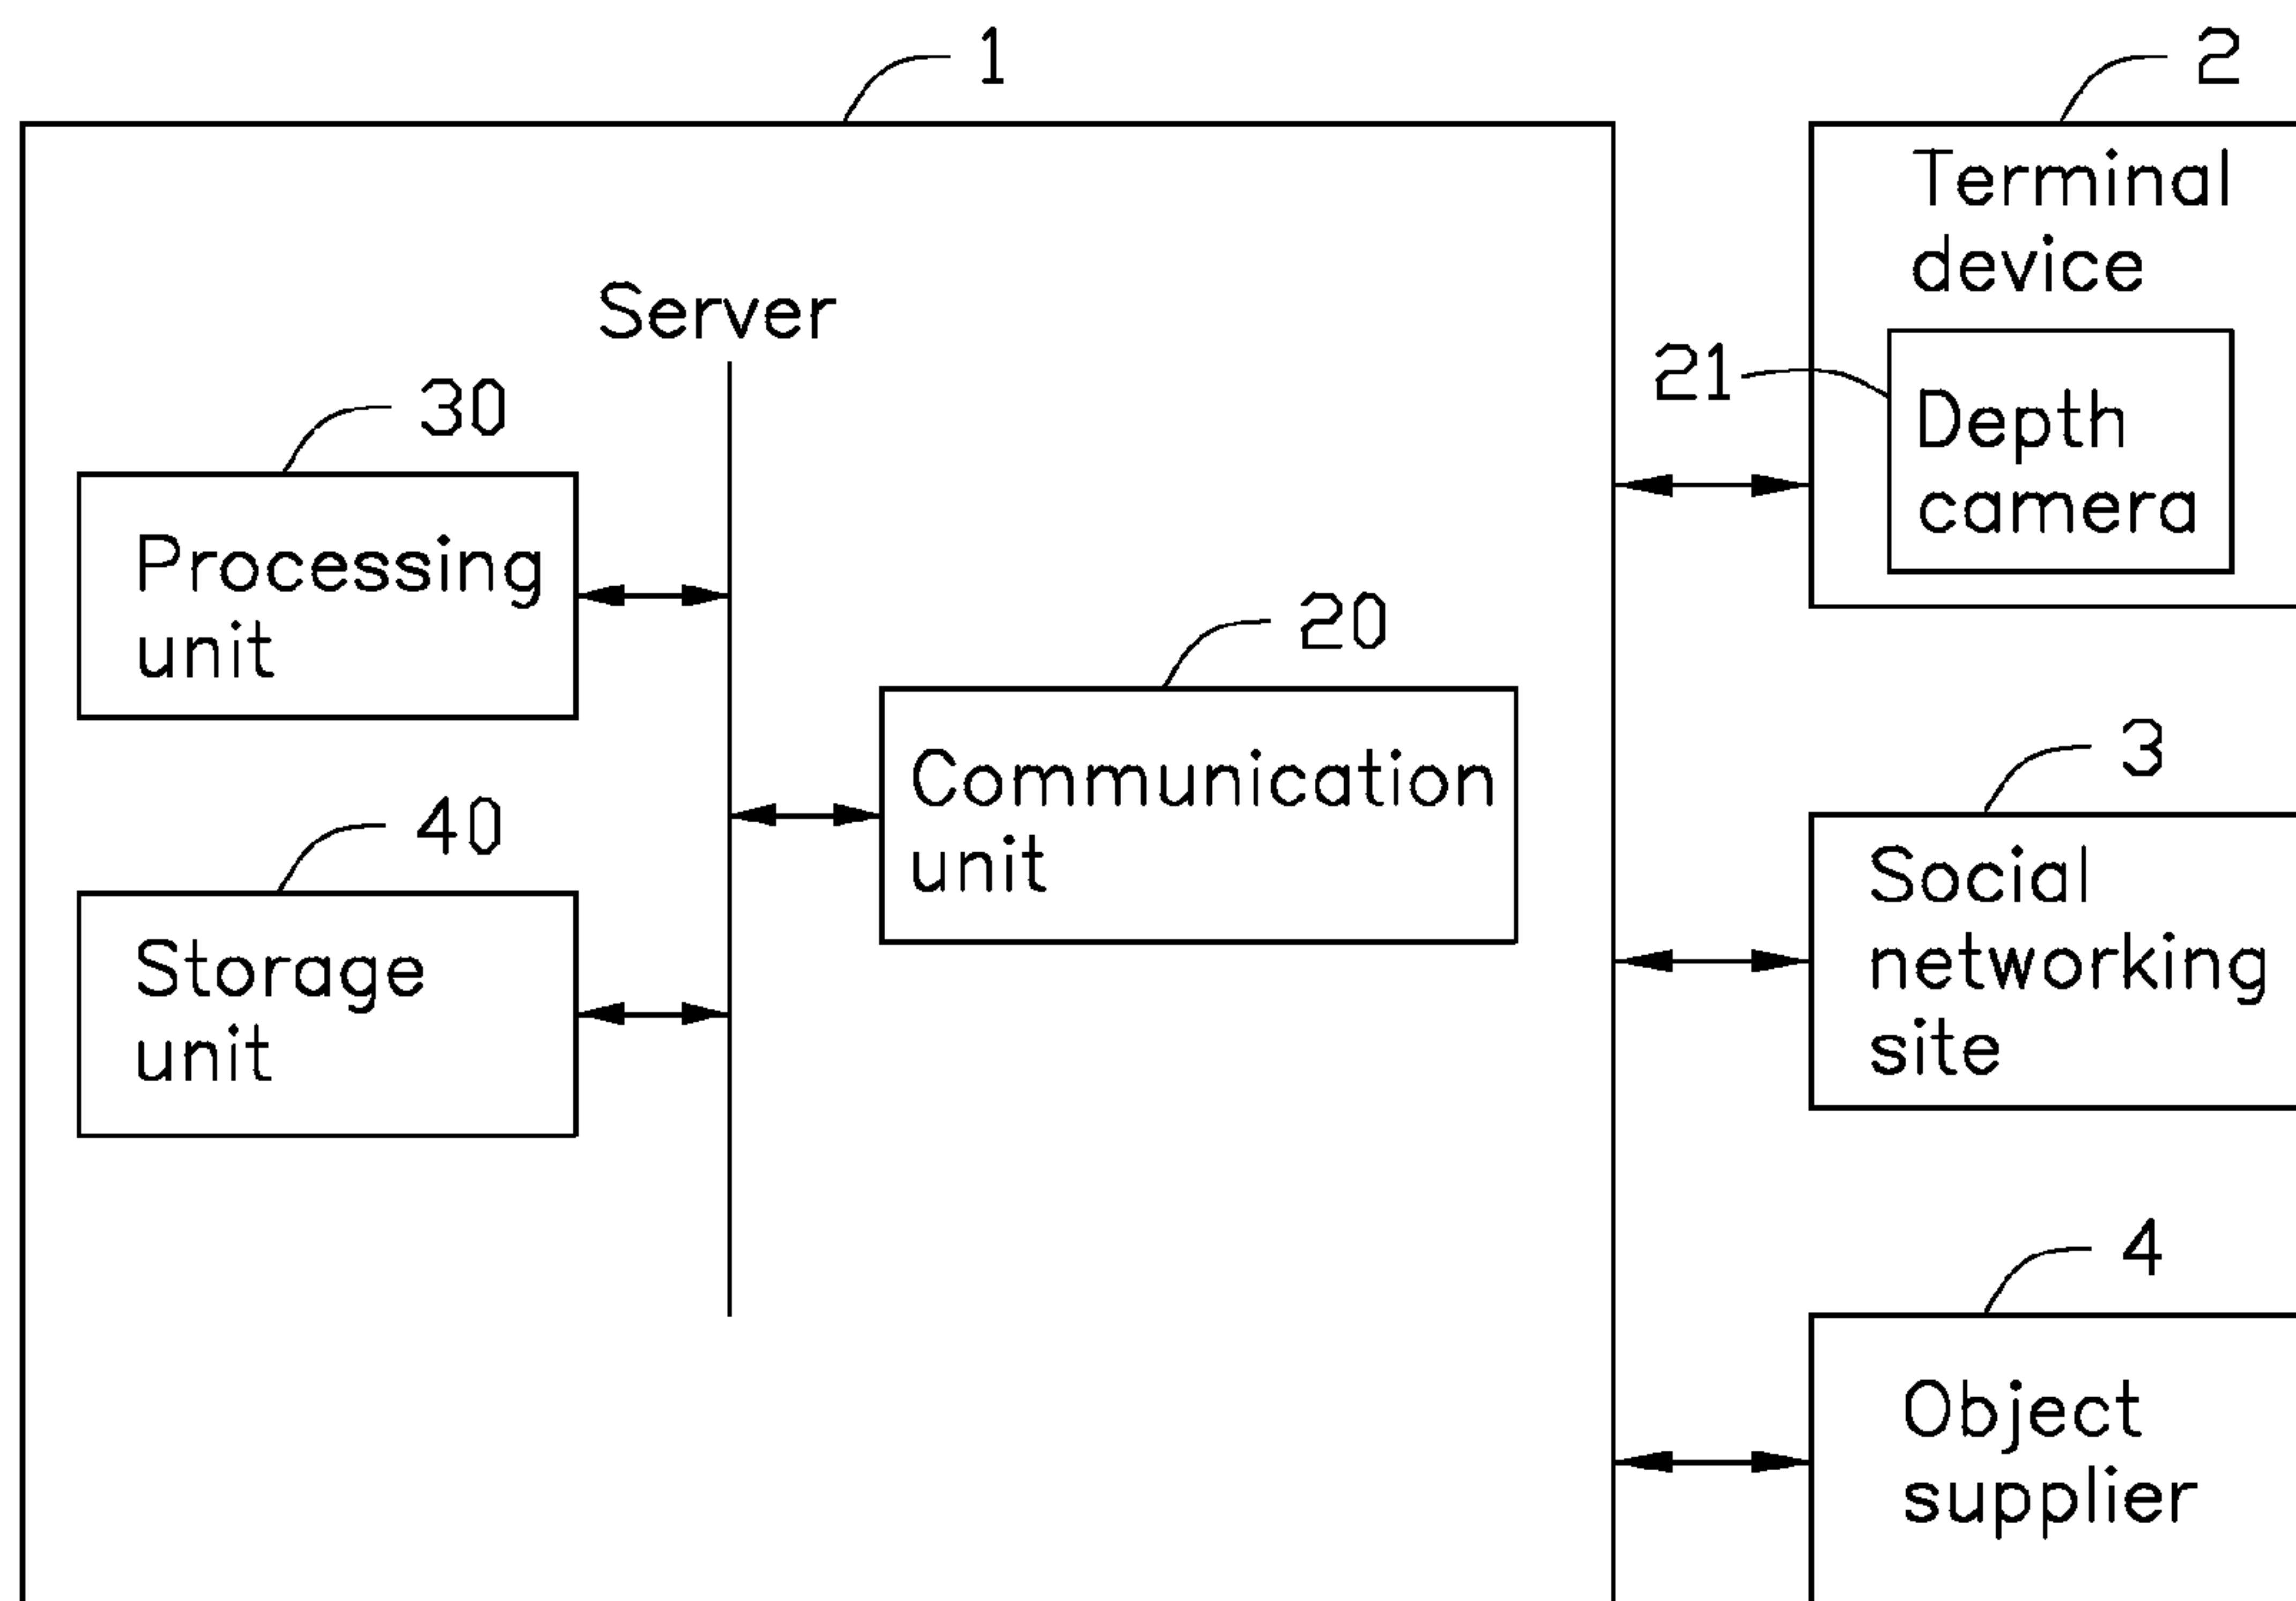 1
Server
30
Processing
unit
20
Communication
unit
40
Storage
unit
2
Terminal
device
21
Depth
camera
3
Social
networking
site
4
Object
supplier